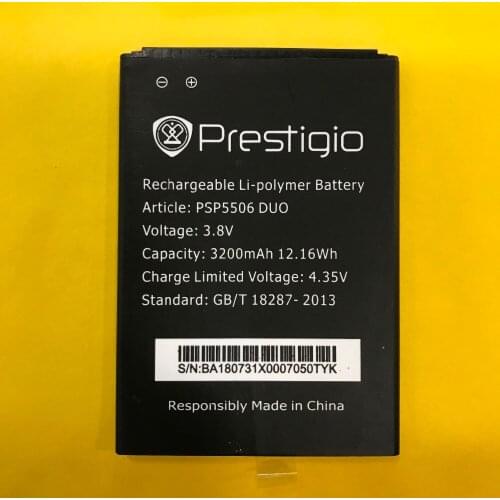 ⊖ ⊕
Prestigio
Rechargeable Li-polymer Battery
Article: PSP5506 DUO
Voltage: 3.8V
Capacity: 3200mAh 12.16Wh
Charge Limited Voltage: 4.35V
Standard: GB/T 18287- 2013
S/N:BA180731X0007050TYK
Responsibly Made in China